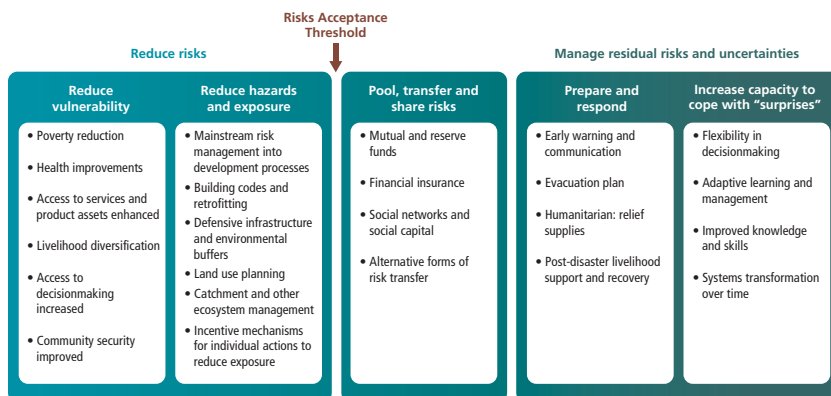 Risks Acceptance
Threshold
Reduce risks
Manage residual risks and uncertainties
Reduce
vulnerability
• Poverty reduction
• Health improvements
• Access to services and
product assets enhanced
• Livelihood diversification
• Access to
decisionmaking
increased
• Community security
improved
Reduce hazards
and exposure
• Mainstream risk
management into
development processes
• Building codes and
retrofitting
• Defensive infrastructure
and environmental
buffers
• Land use planning
• Catchment and other
ecosystem management
• Incentive mechanisms
for individual actions to
reduce exposure
Pool, transfer and
share risks
• Mutual and reserve
funds
• Financial insurance
• Social networks and
social capital
• Alternative forms of
risk transfer
Prepare and
respond
• Early warning and
communication
• Evacuation plan
• Humanitarian: relief
supplies
• Post-disaster livelihood
support and recovery
Increase capacity to
cope with “surprises”
• Flexibility in
decisionmaking
• Adaptive learning and
management
• Improved knowledge
and skills
• Systems transformation
over time